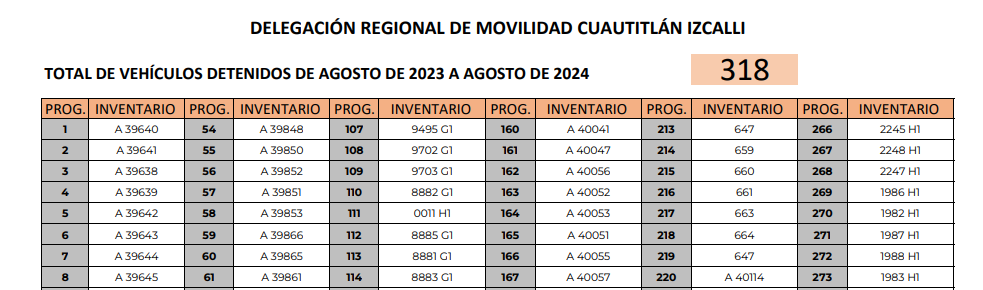 DELEGACIÓN REGIONAL DE MOVILIDAD CUAUTITLÁN IZCALLI
TOTAL DE VEHÍCULOS DETENIDOS DE AGOSTO DE 2023 A AGOSTO DE 2024 318
PROG. INVENTARIO PROG. INVENTARIO PROG. INVENTARIO PROG. INVENTARIO PROG. INVENTARIO PROG. INVENTARIO
1 A 39640 54 A 39848 107 9495 G1 160 A 40041 213 647 266 2245 H1
2 A 39641 55 A 39850 108 9702 G1 161 A 40047 214 659 267 2248 H1
3 A 39638 56 A 39852 109 9703 G1 162 A 40056 215 660 268 2247 H1
4 A 39639 57 A 39851 110 8882 G1 163 A 40052 216 661 269 1986 H1
5 A 39642 58 A 39853 111 0011 H1 164 A 40053 217 663 270 1982 H1
6 A 39643 59 A 39866 112 8885 G1 165 A 40051 218 664 271 1987 H1
7 A 39644 60 A 39865 113 8881 G1 166 A 40055 219 647 272 1988 H1
8 A 39645 61 A 39861 114 8883 G1 167 A 40057 220 A 40114 273 1983 H1